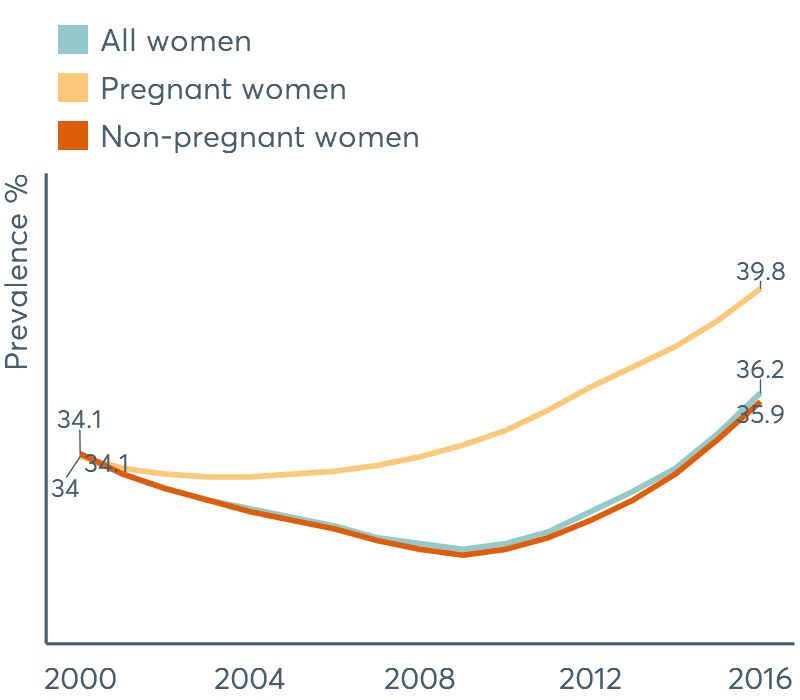 All women
Pregnant women
Non-pregnant women
Prevalence %
39.8
36.2
35.9
34.1
34.1
34
2000 2004 2008 2012 2016